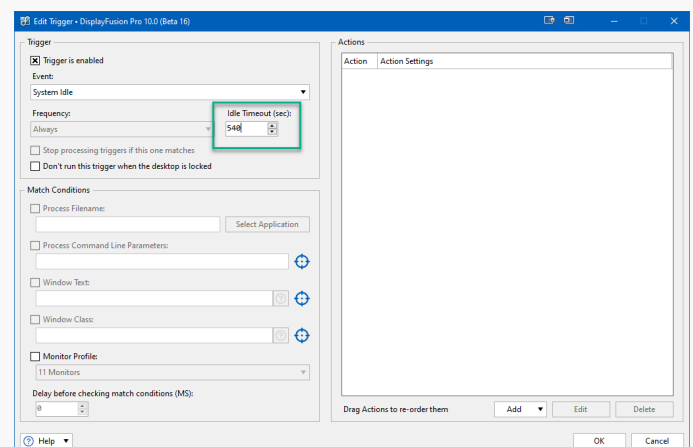 Edit Trigger • DisplayFusion Pro 10.0 (Beta 16)
Trigger
Trigger is enabled
Event:
System Idle
Frequency:
Idle Timeout (sec):
Always
540
Stop processing triggers if this one matches
Don't run this trigger when the desktop is locked
Match Conditions
Process Filename:
Select Application
Process Command Line Parameters:
Window Text:
Window Class:
Monitor Profile:
11 Monitors
Delay before checking match conditions (MS):
0
Help
Actions
Action Action Settings
Drag Actions to re-order them
Add
Edit
Delete
OK
Cancel